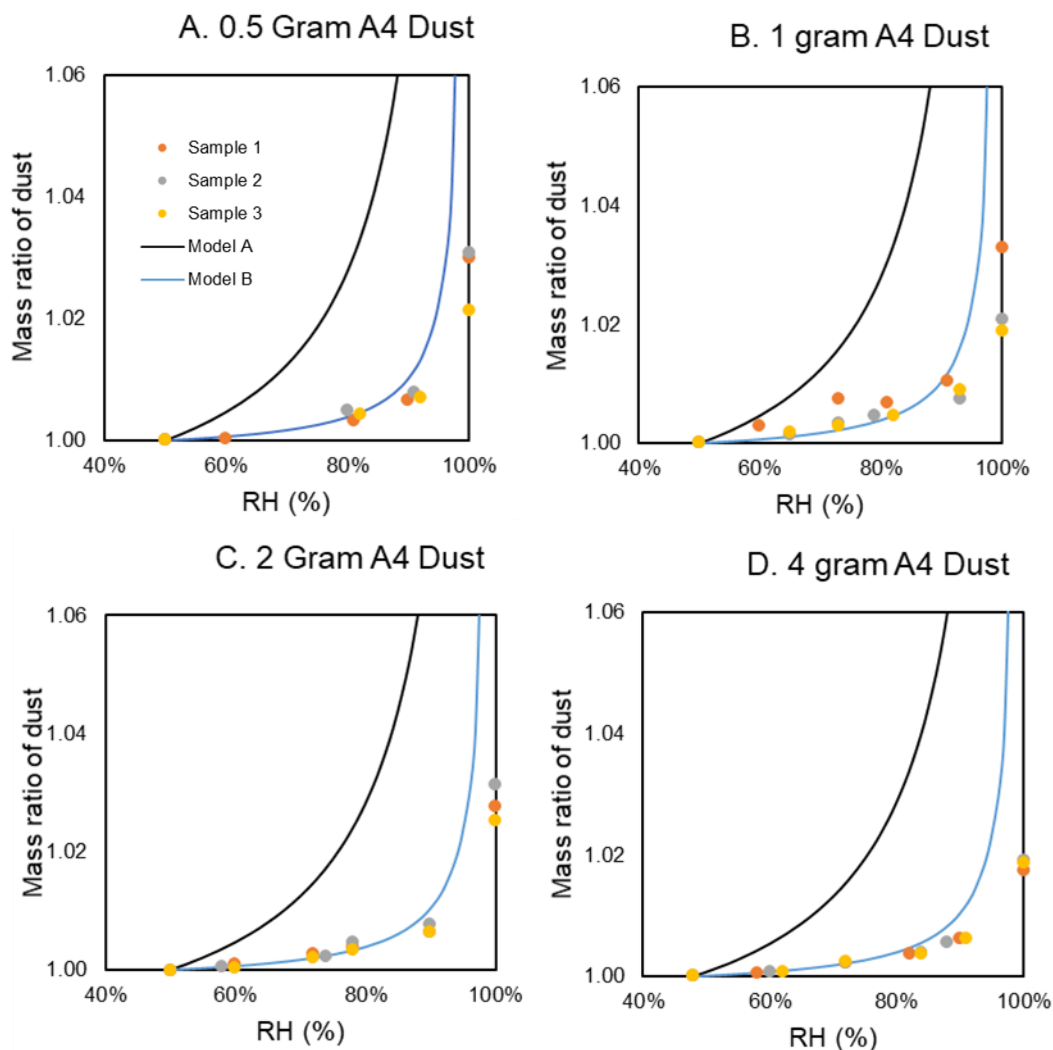 A. 0.5 Gram A4 Dust
Mass ratio of dust
1.06
1.04
1.02
1.00
Sample 1
Sample 2
Sample 3
Model A
Model B
40%
60%
80%
100%
RH (%)
B. 1 gram A4 Dust
Mass ratio of dust
1.06
1.04
1.02
1.00
40%
60%
80%
100%
RH (%)
C. 2 Gram A4 Dust
Mass ratio of dust
1.06
1.04
1.02
1.00
40%
60%
80%
100%
RH (%)
D. 4 gram A4 Dust
Mass ratio of dust
1.06
1.04
1.02
1.00
40%
60%
80%
100%
RH (%)